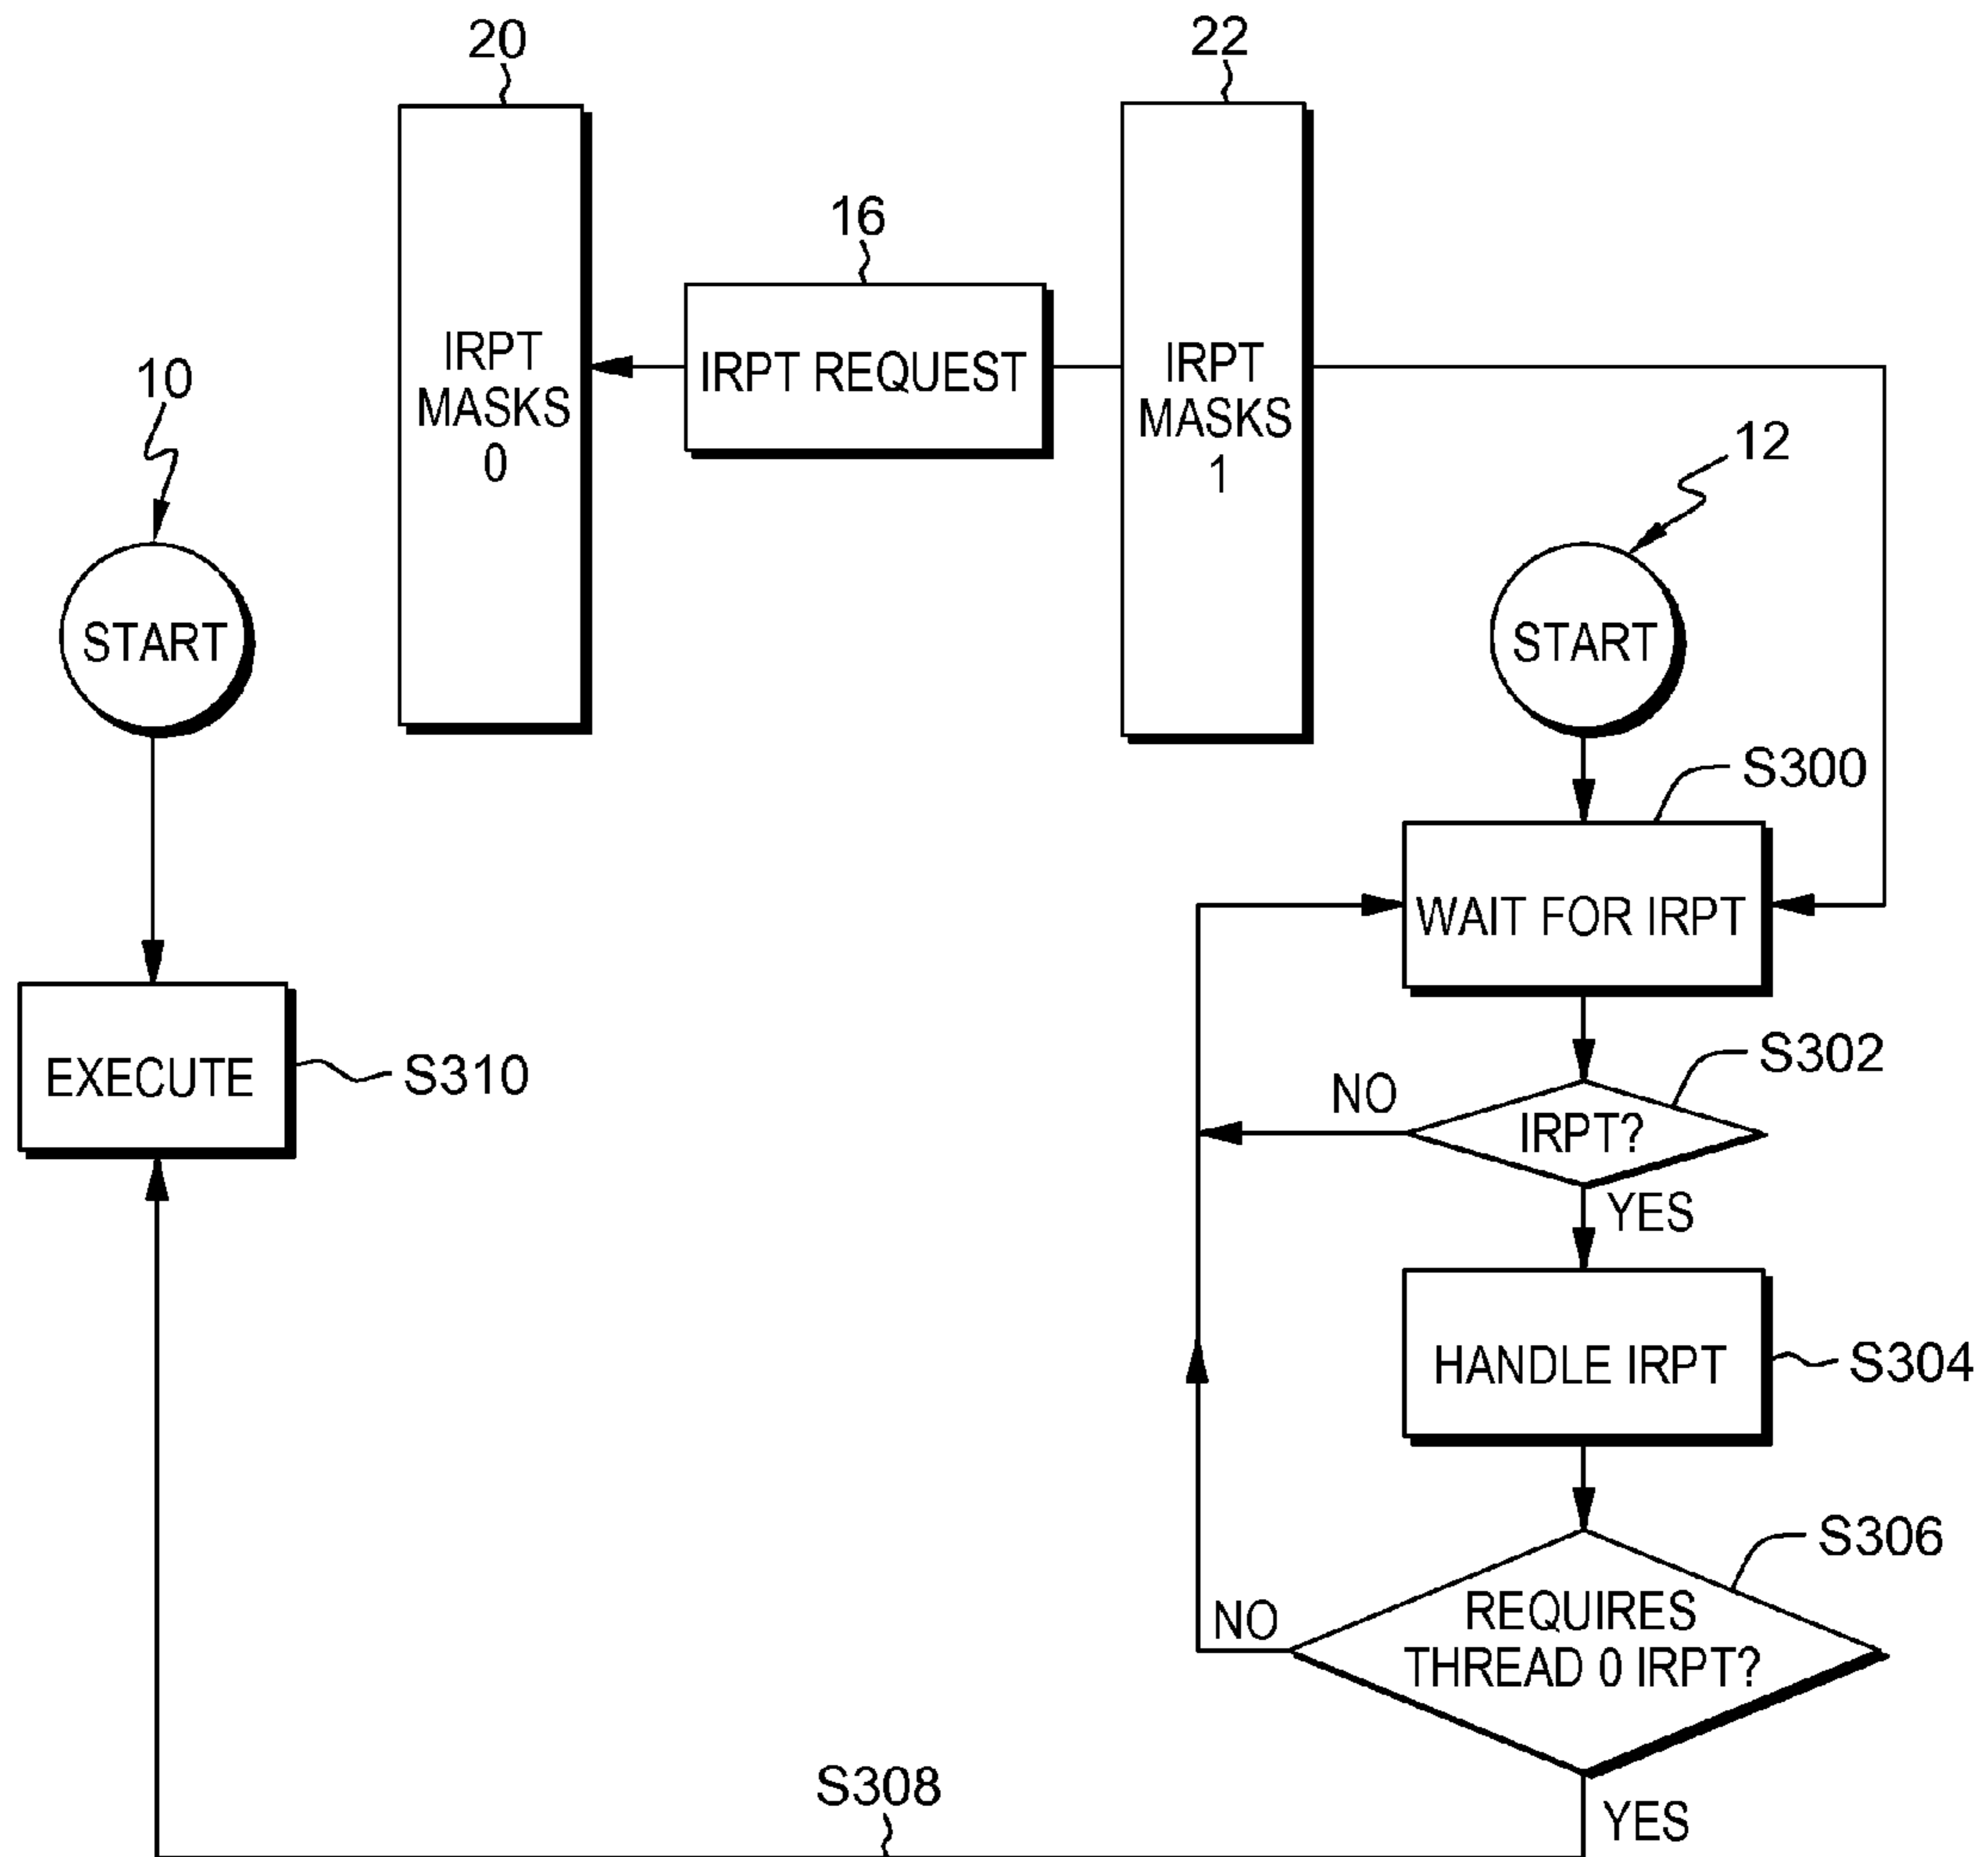 20
22
16
IRPT
MASKS
0
IRPT REQUEST
IRPT
MASKS
1
10
12
START
START
S300
WAIT FOR IRPT
EXECUTE
S310
S302
NO
IRPT?
YES
HANDLE IRPT
S304
S306
REQUIRES
THREAD 0 IRPT?
NO
S308
YES